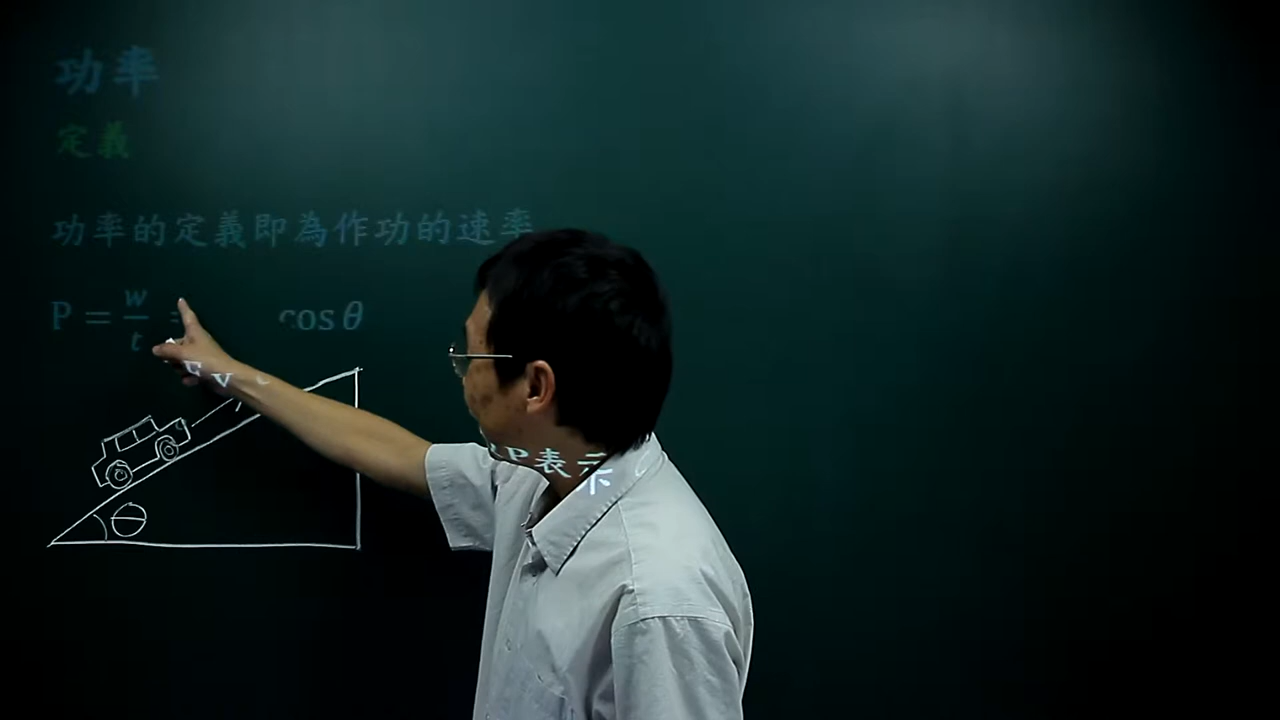 功率
定義
功率的定義即為作功的速率
P = w/t = cos θ
P表示
θ